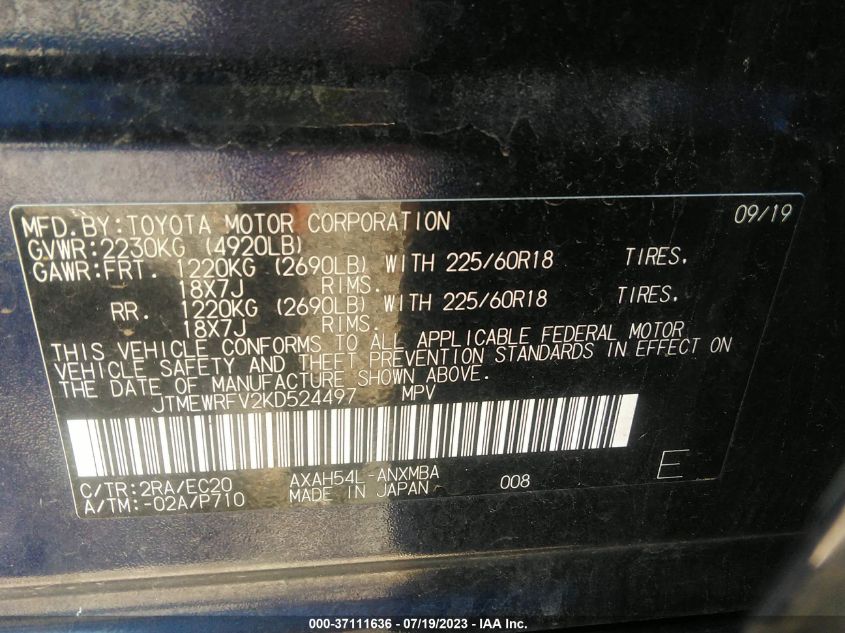 MFD.BY:TOYOTA MOTOR CORPORATION 09/19
GVWR:2230KG (4920LB)
GAWR:FRT. 1220KG (2690LB) WITH 225/60R18 TIRES.
18X7J RIMS.
RR. 1220KG (2690LB) WITH 225/60R18 TIRES.
18X7J RIMS.
THIS VEHICLE CONFORMS TO ALL APPLICABLE FEDERAL MOTOR
VEHICLE SAFETY AND THEFT PREVENTION STANDARDS IN EFFECT ON
THE DATE OF MANUFACTURE SHOWN ABOVE.
JTMEWRFV2KD524497 MPV
C/TR:2RA/EC20 AXAH54L-ANXMBA 008 E
A/TM:-02A/P710 MADE IN JAPAN
000-37111636 - 07/19/2023 - IAA Inc.